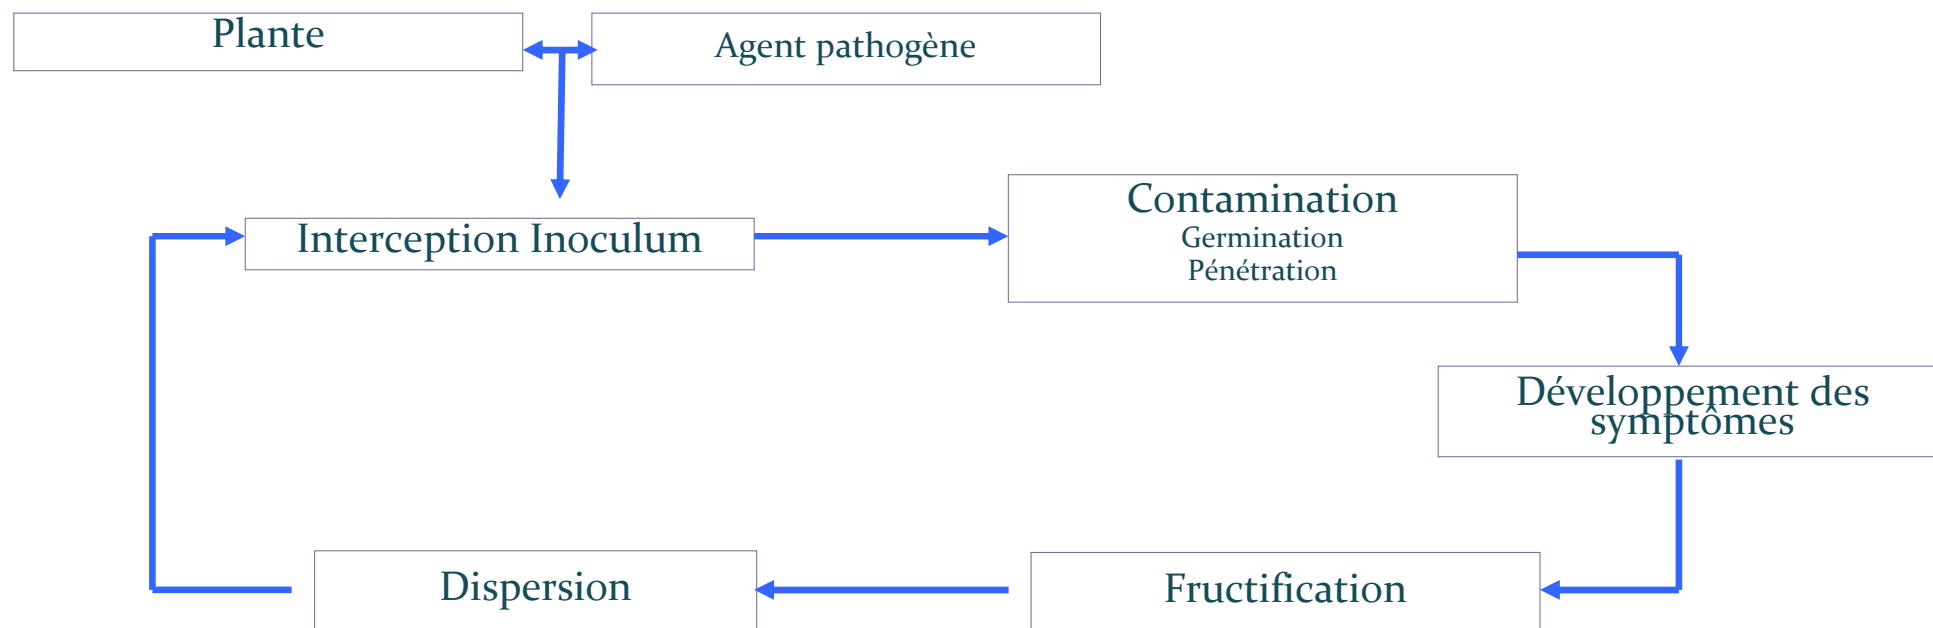 Plante
Agent pathogène
Interception Inoculum
Contamination
Germination
Pénétration
Développement des
symptômes
Dispersion
Fructification